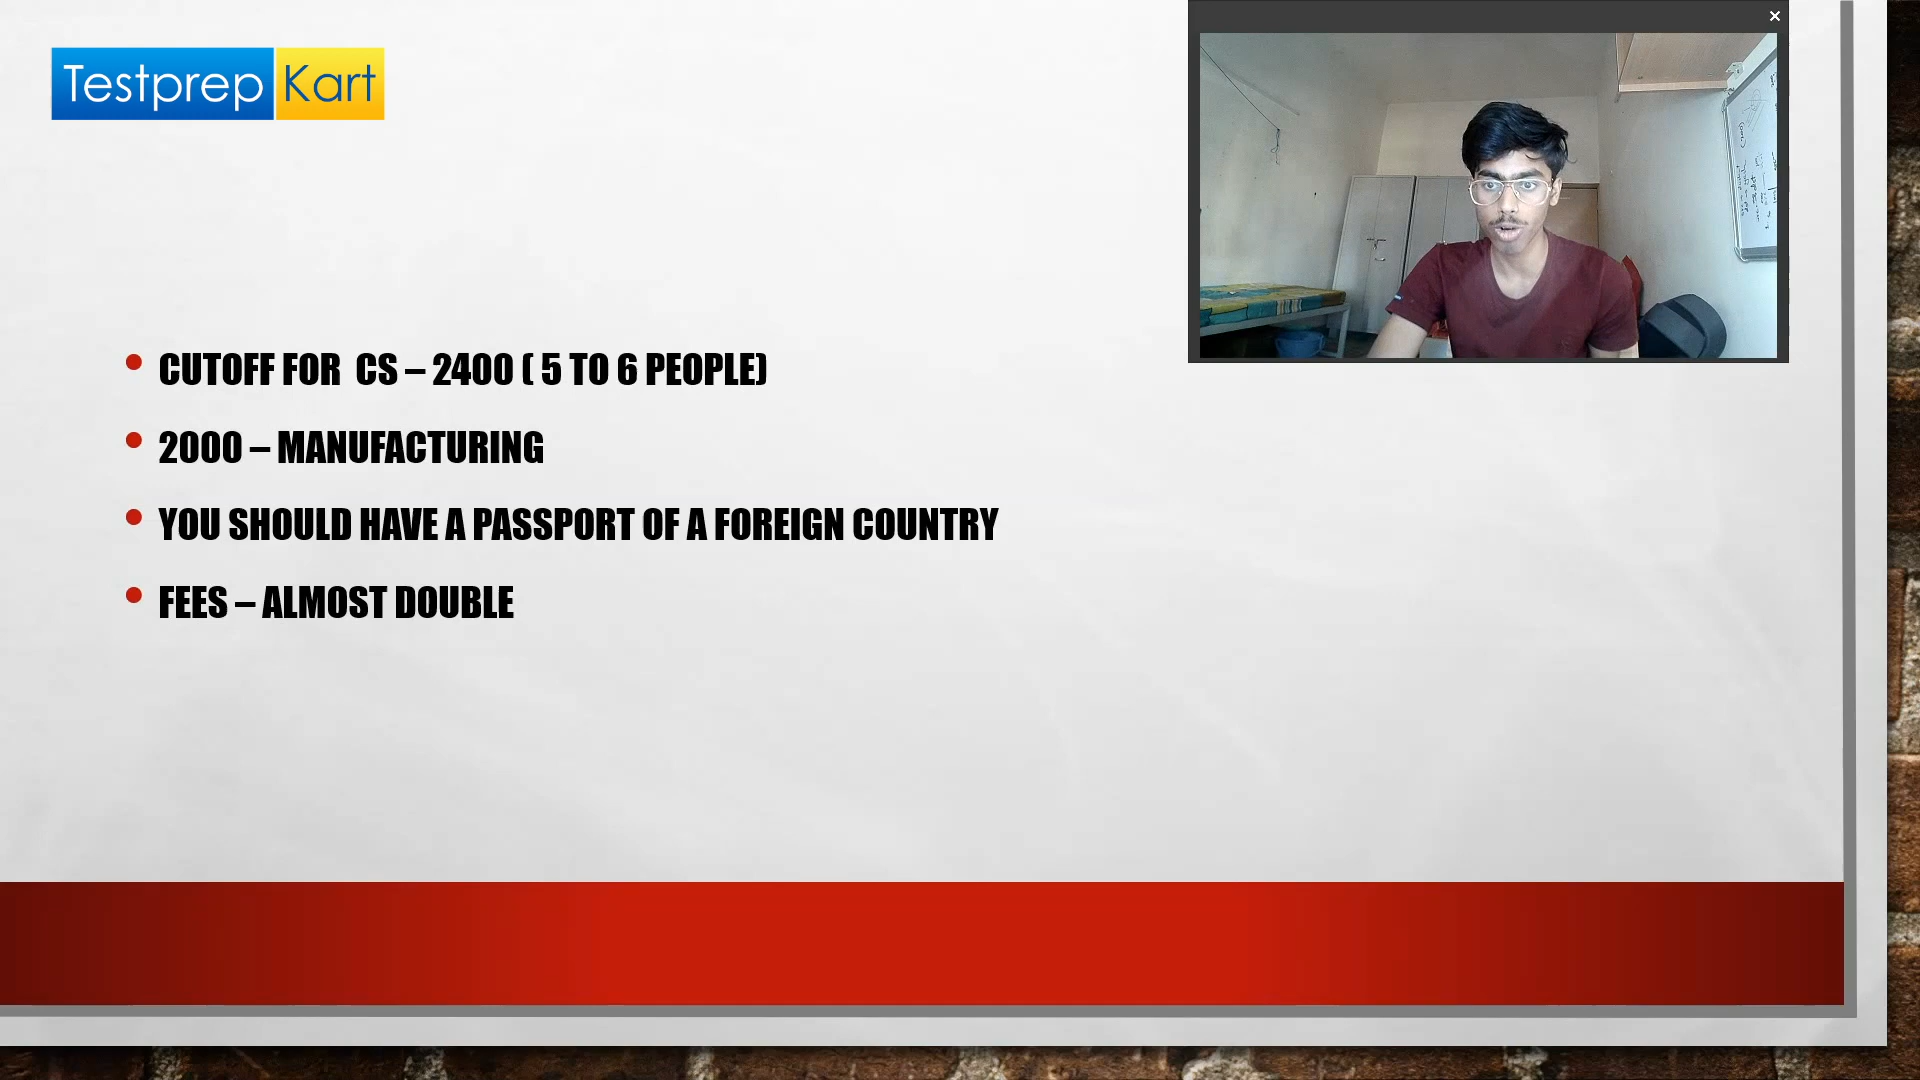 Testprep Kart
CUTOFF FOR CS – 2400 ( 5 TO 6 PEOPLE)
2000 – MANUFACTURING
YOU SHOULD HAVE A PASSPORT OF A FOREIGN COUNTRY
FEES – ALMOST DOUBLE